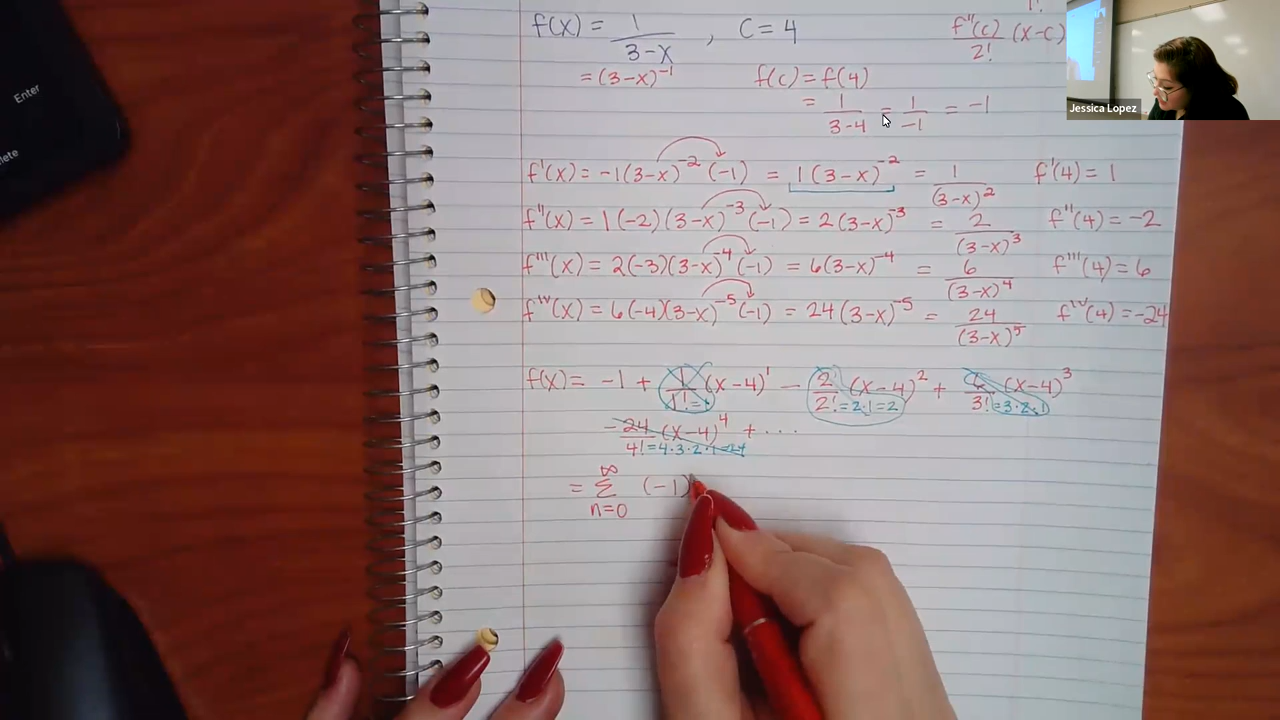 Enter
lete
1!
f(x) = 1/(3-x) , C = 4
f''(c)/2! (x-c)
= (3-x)⁻¹
f(c) = f(4)
= 1/(3-4) = 1/(-1) = -1
Jessica Lopez
f'(x) = -1(3-x)⁻²(-1) = 1(3-x)⁻² = 1/(3-x)² f'(4) = 1
f''(x) = 1(-2)(3-x)⁻³(-1) = 2(3-x)⁻³ = 2/(3-x)³ f''(4) = -2
f'''(x) = 2(-3)(3-x)⁻⁴(-1) = 6(3-x)⁻⁴ = 6/(3-x)⁴ f'''(4) = 6
f^{iv}(x) = 6(-4)(3-x)⁻⁵(-1) = 24(3-x)⁻⁵ = 24/(3-x)⁵ f^{iv}(4) = -24
f(x) = -1 + 1/1! (x-4)¹ - 2/2! (x-4)² + 6/3! (x-4)³
=1 =2·1=2 =3·2·1
-24/4! (x-4)⁴ + ···
=4·3·2·1=24
= ∞ Σ n=0 (-1)